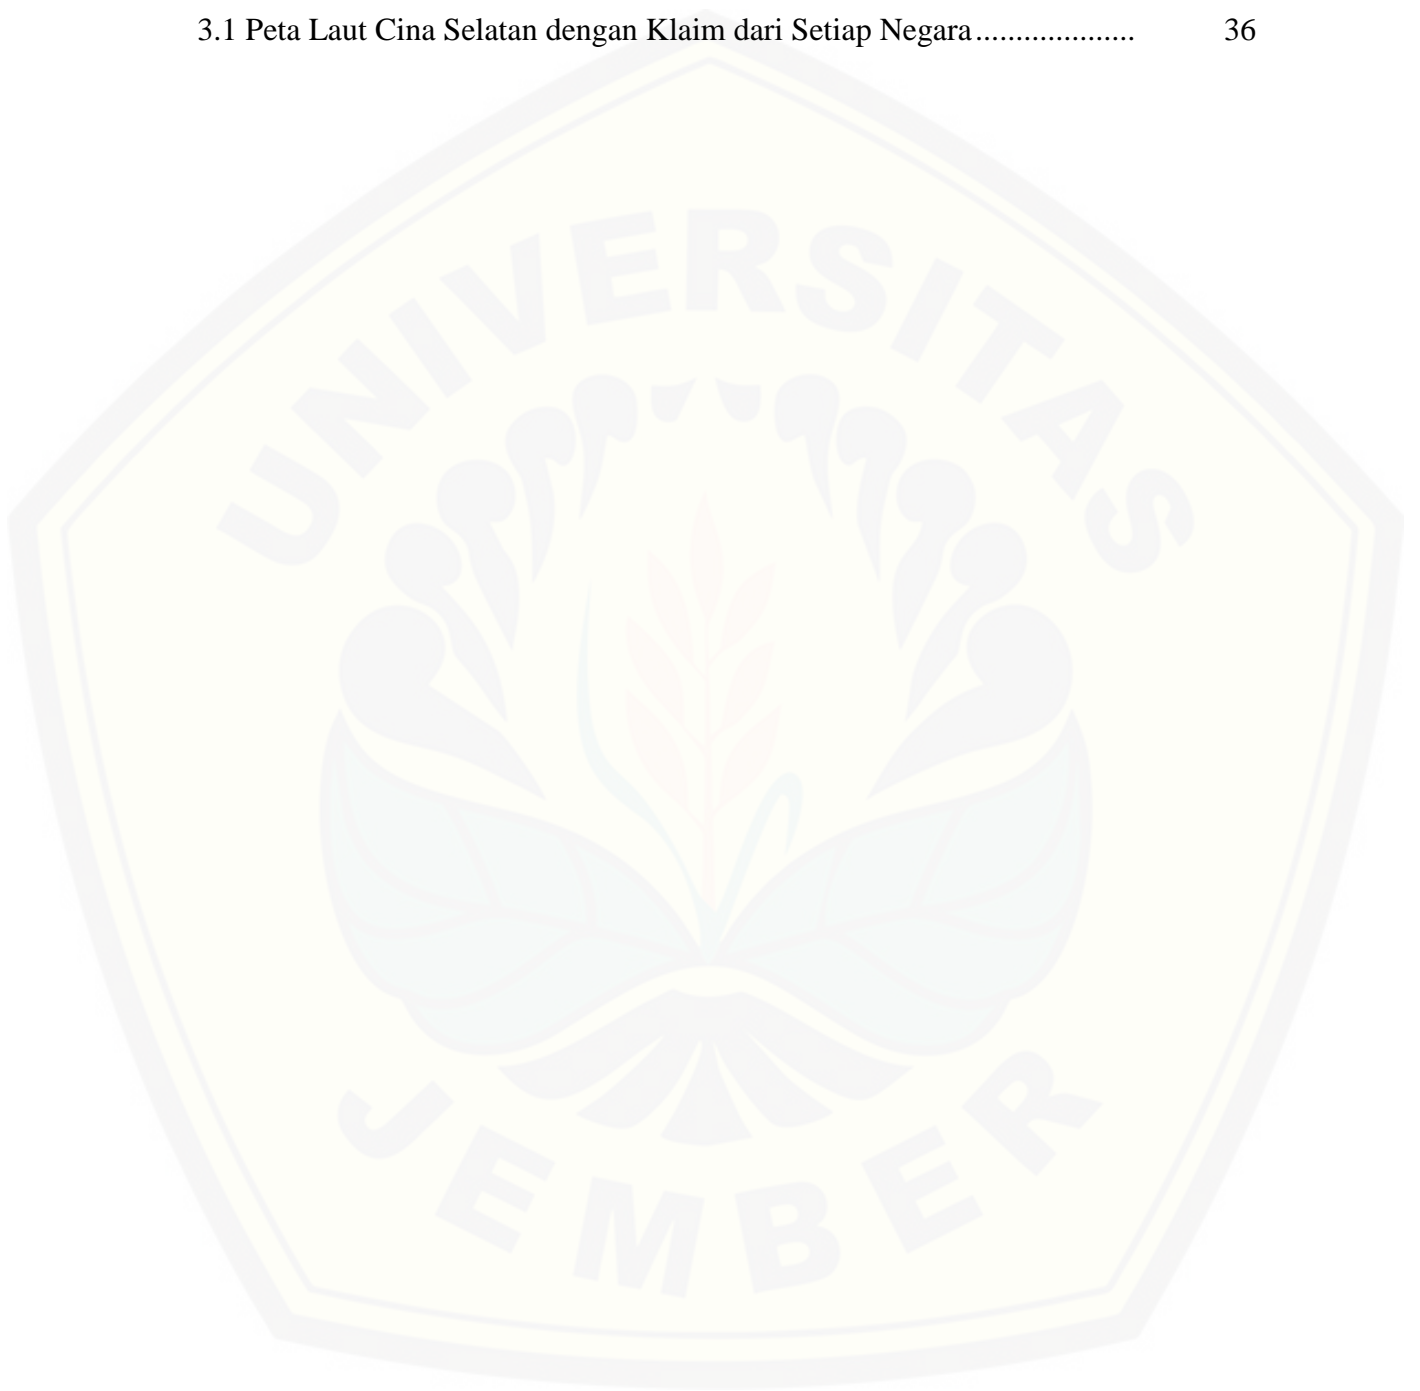 3.1 Peta Laut Cina Selatan dengan Klaim dari Setiap Negara.................... 36
UNIVERSITAS
JEMBER